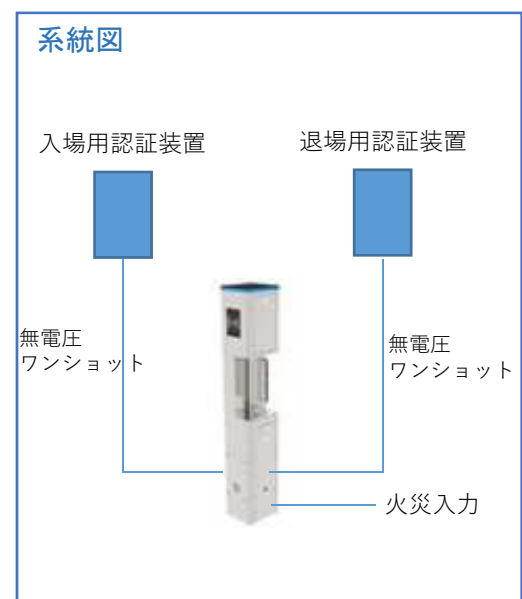 系統図
入場用認証装置
退場用認証装置
無電圧
ワンショット
無電圧
ワンショット
火災入力